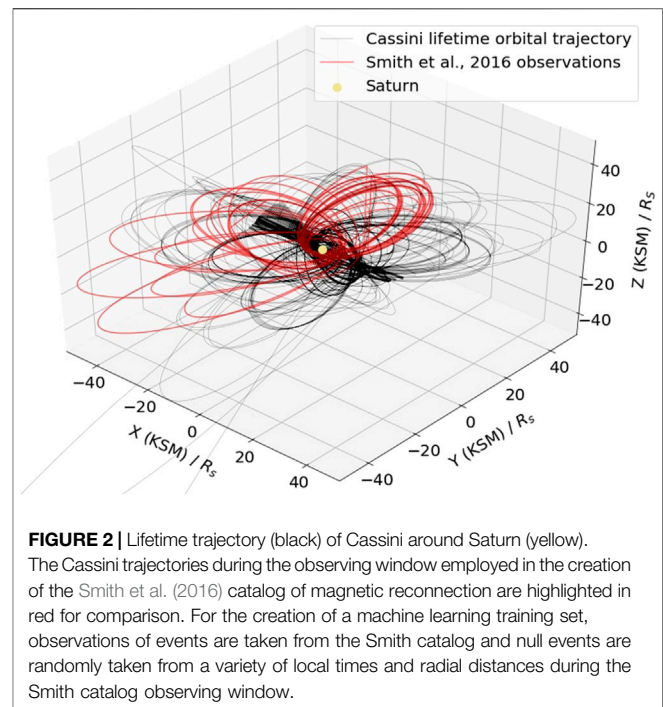 Cassini lifetime orbital trajectory
Smith et al., 2016 observations
Saturn
40
20
0
−20
−40
Z (KSM) / Rs
−40
−20
0
20
40
X (KSM) / Rs
−40
−20
0
20
40
Y (KSM) / Rs
FIGURE 2 | Lifetime trajectory (black) of Cassini around Saturn (yellow).
The Cassini trajectories during the observing window employed in the creation
of the Smith et al. (2016) catalog of magnetic reconnection are highlighted in
red for comparison. For the creation of a machine learning training set,
observations of events are taken from the Smith catalog and null events are
randomly taken from a variety of local times and radial distances during the
Smith catalog observing window.